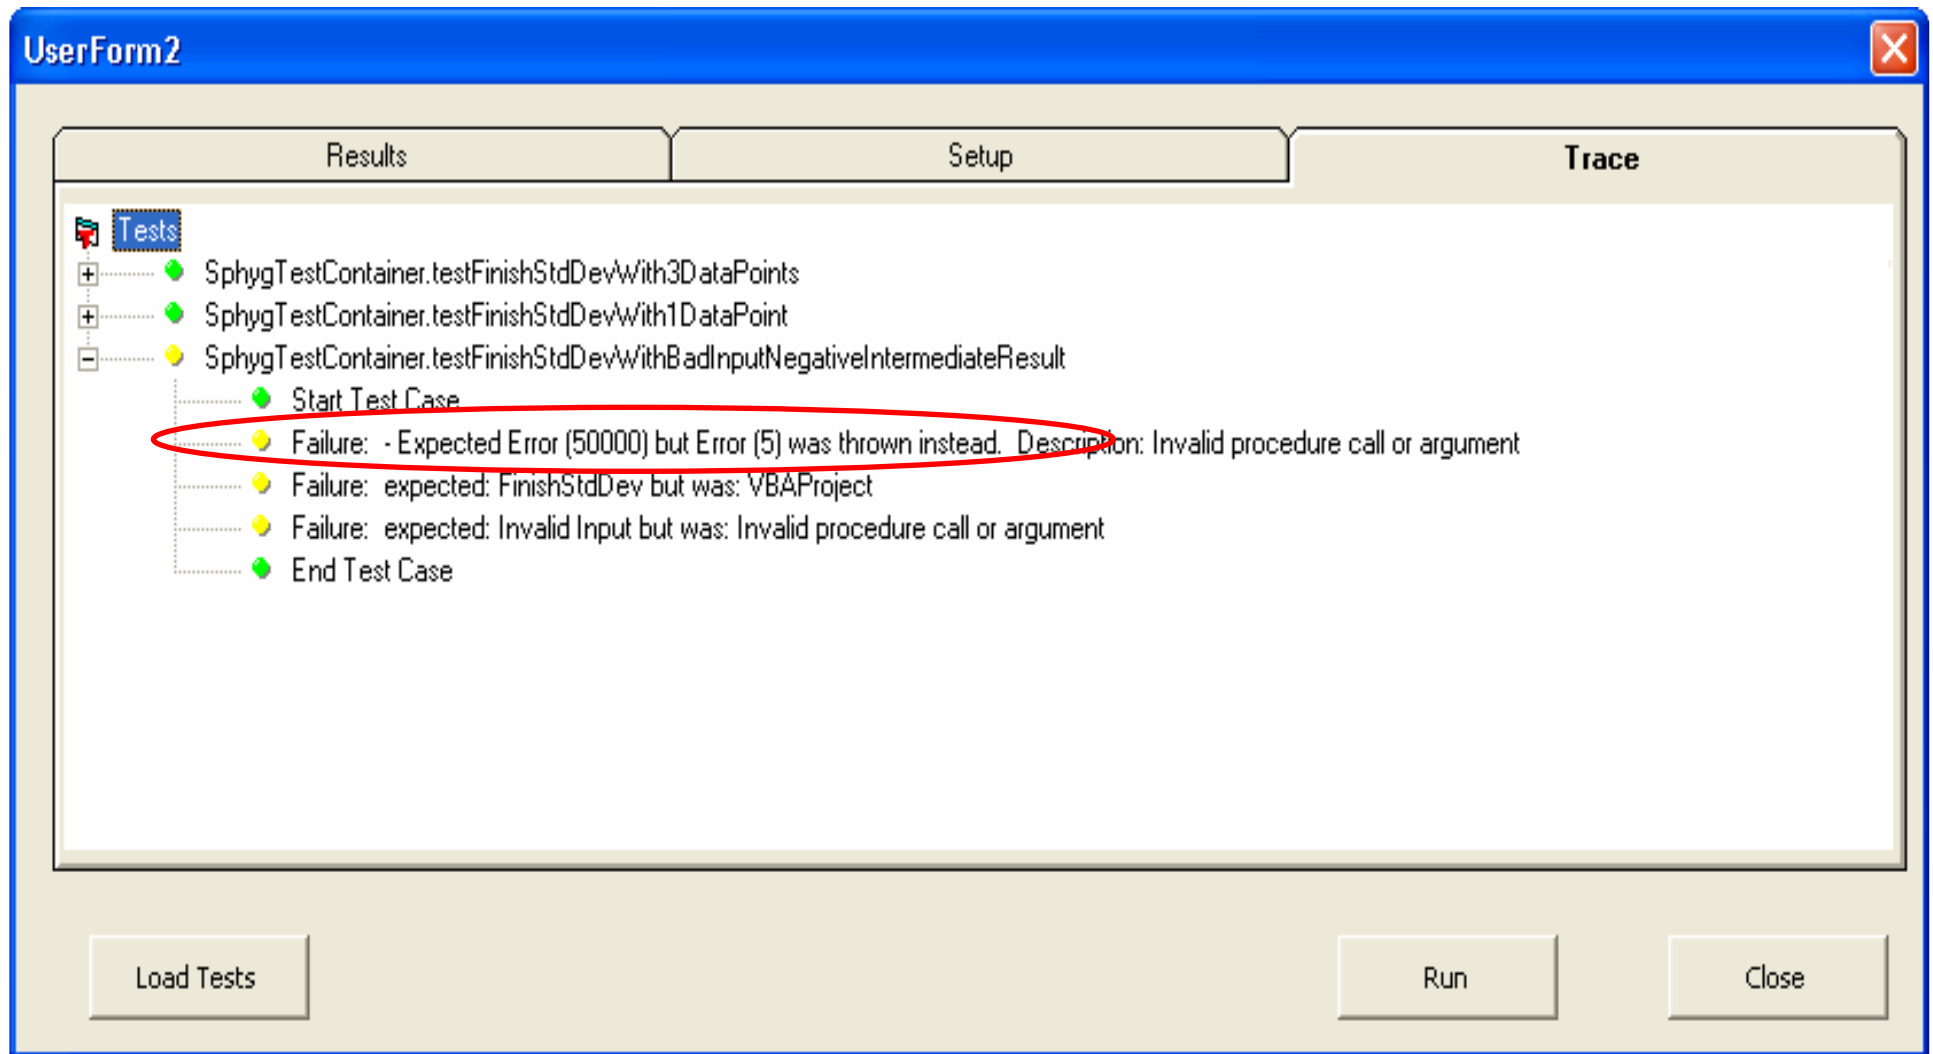 UserForm2
Results Setup Trace
Tests
SphygTestContainer.testFinishStdDevWith3DataPoints
SphygTestContainer.testFinishStdDevWith1DataPoint
SphygTestContainer.testFinishStdDevWithBadInputNegativeIntermediateResult
Start Test Case
Failure:  - Expected Error (50000) but Error (5) was thrown instead.  Description: Invalid procedure call or argument
Failure:  expected: FinishStdDev but was: VBAProject
Failure:  expected: Invalid Input but was: Invalid procedure call or argument
End Test Case
Load Tests Run Close